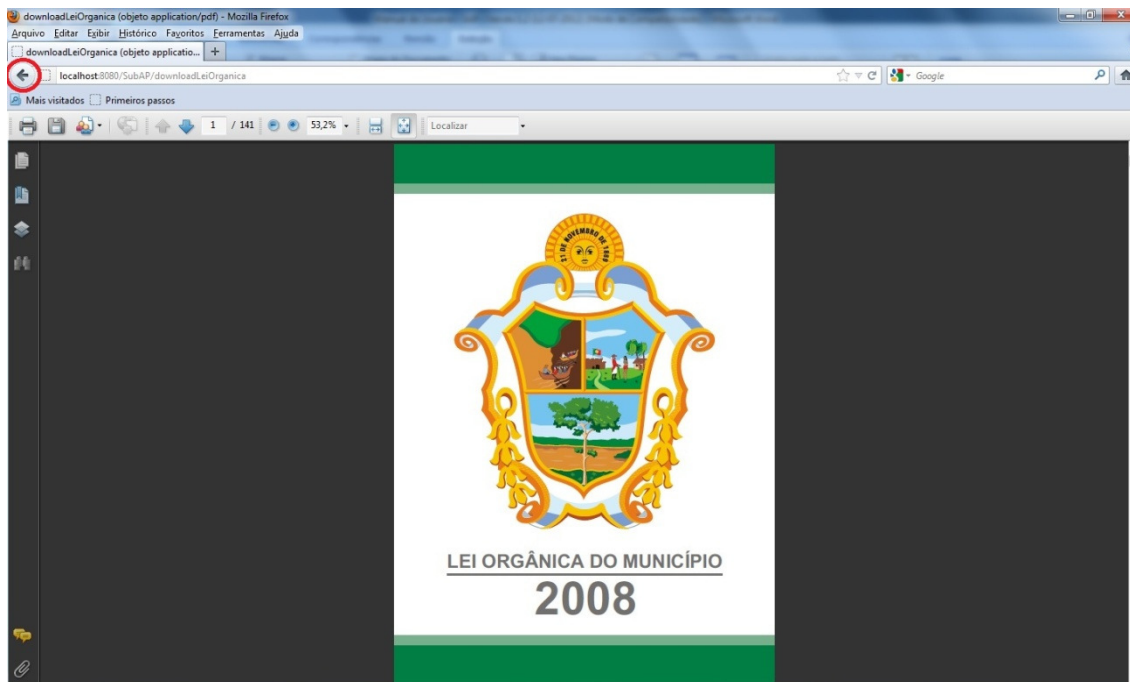 downloadLeiOrganica (objeto application/pdf) - Mozilla Firefox
Arquivo Editar Exibir Histórico Favoritos Ferramentas Ajuda
downloadLeiOrganica (objeto applicatio... +
localhost:8080/SubAP/downloadLeiOrganica
Google
Mais visitados Primeiros passos
1 / 141 53,2% Localizar
21 DE NOVEMBRO DE 1889
LEI ORGÂNICA DO MUNICÍPIO
2008